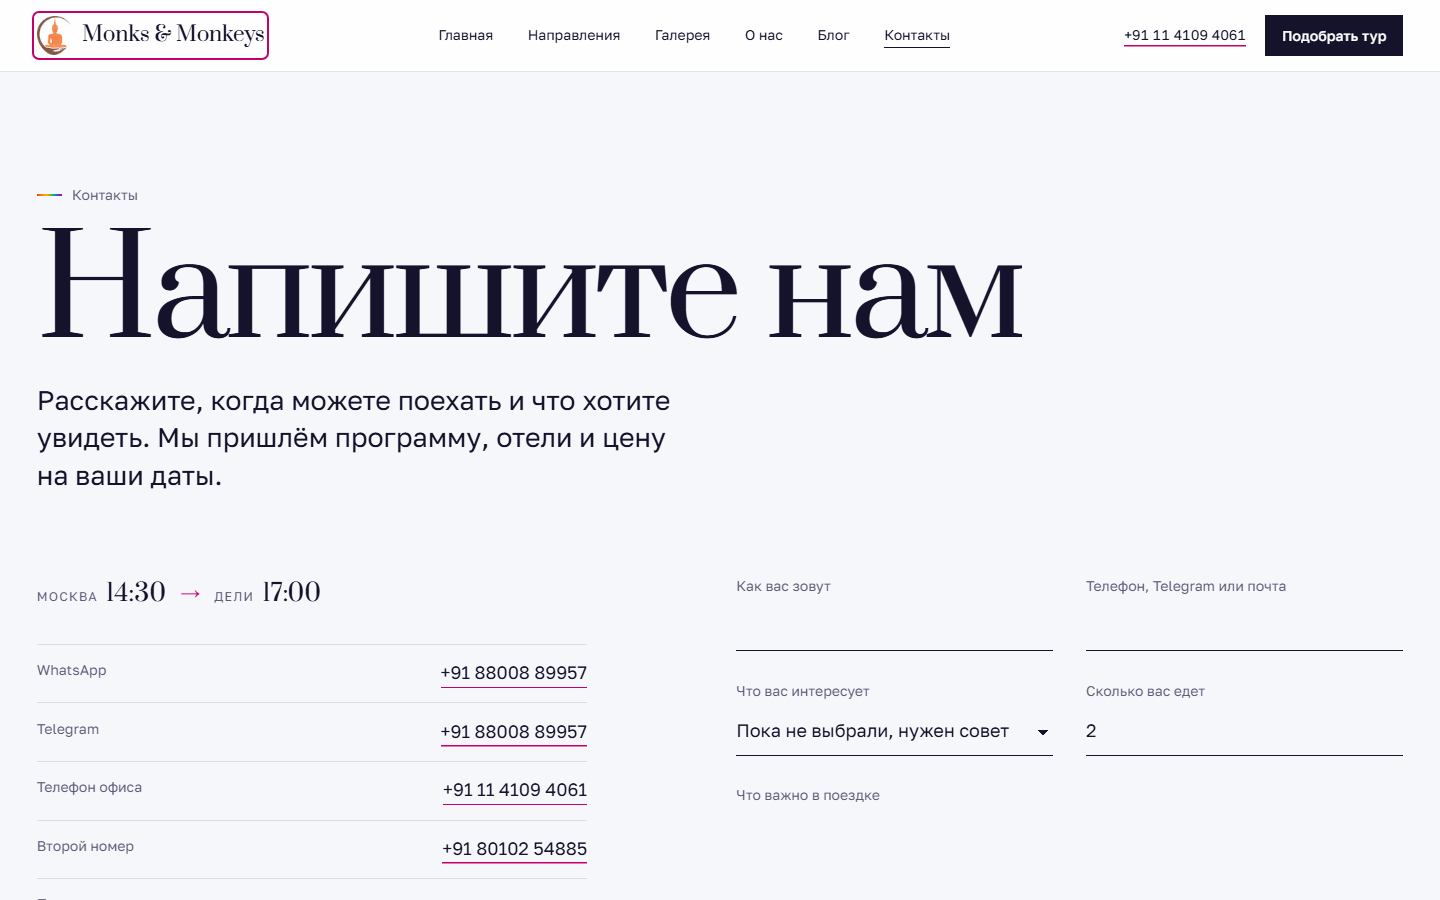 Monks & Monkeys
Главная Направления Галерея О нас Блог Контакты
+91 11 4109 4061
Подобрать тур
Контакты
Напишите нам
Расскажите, когда можете поехать и что хотите
увидеть. Мы пришлём программу, отели и цену
на ваши даты.
МОСКВА 14:30 → ДЕЛИ 17:00
WhatsApp +91 88008 89957
Telegram +91 88008 89957
Телефон офиса +91 11 4109 4061
Второй номер +91 80102 54885
Как вас зовут
Телефон, Telegram или почта
Что вас интересует
Пока не выбрали, нужен совет
Сколько вас едет
2
Что важно в поездке